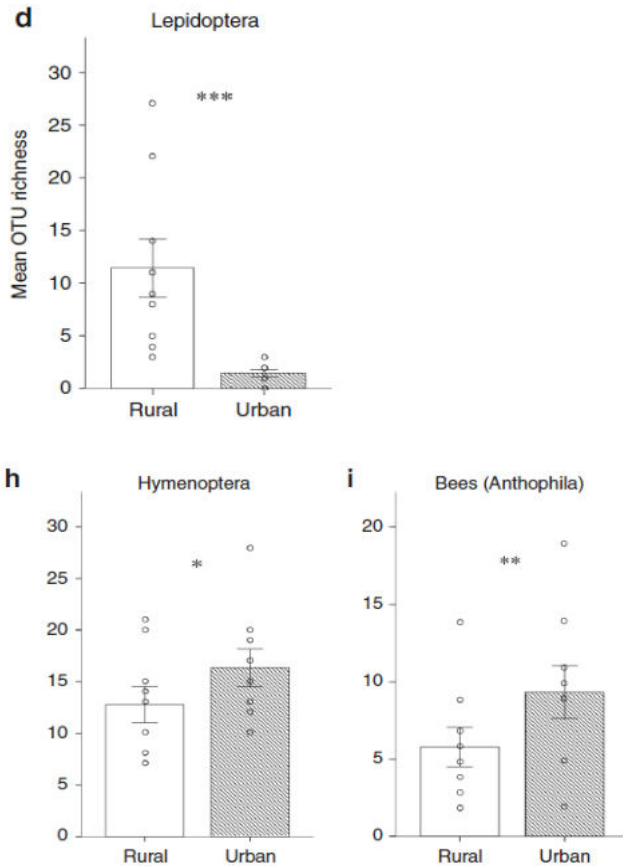 d
Lepidoptera
Mean OTU richness
30
25
20
15
10
5
0
***
Rural Urban
h
Hymenoptera
30
25
20
15
10
5
0
*
Rural Urban
i
Bees (Anthophila)
20
15
10
5
0
**
Rural Urban